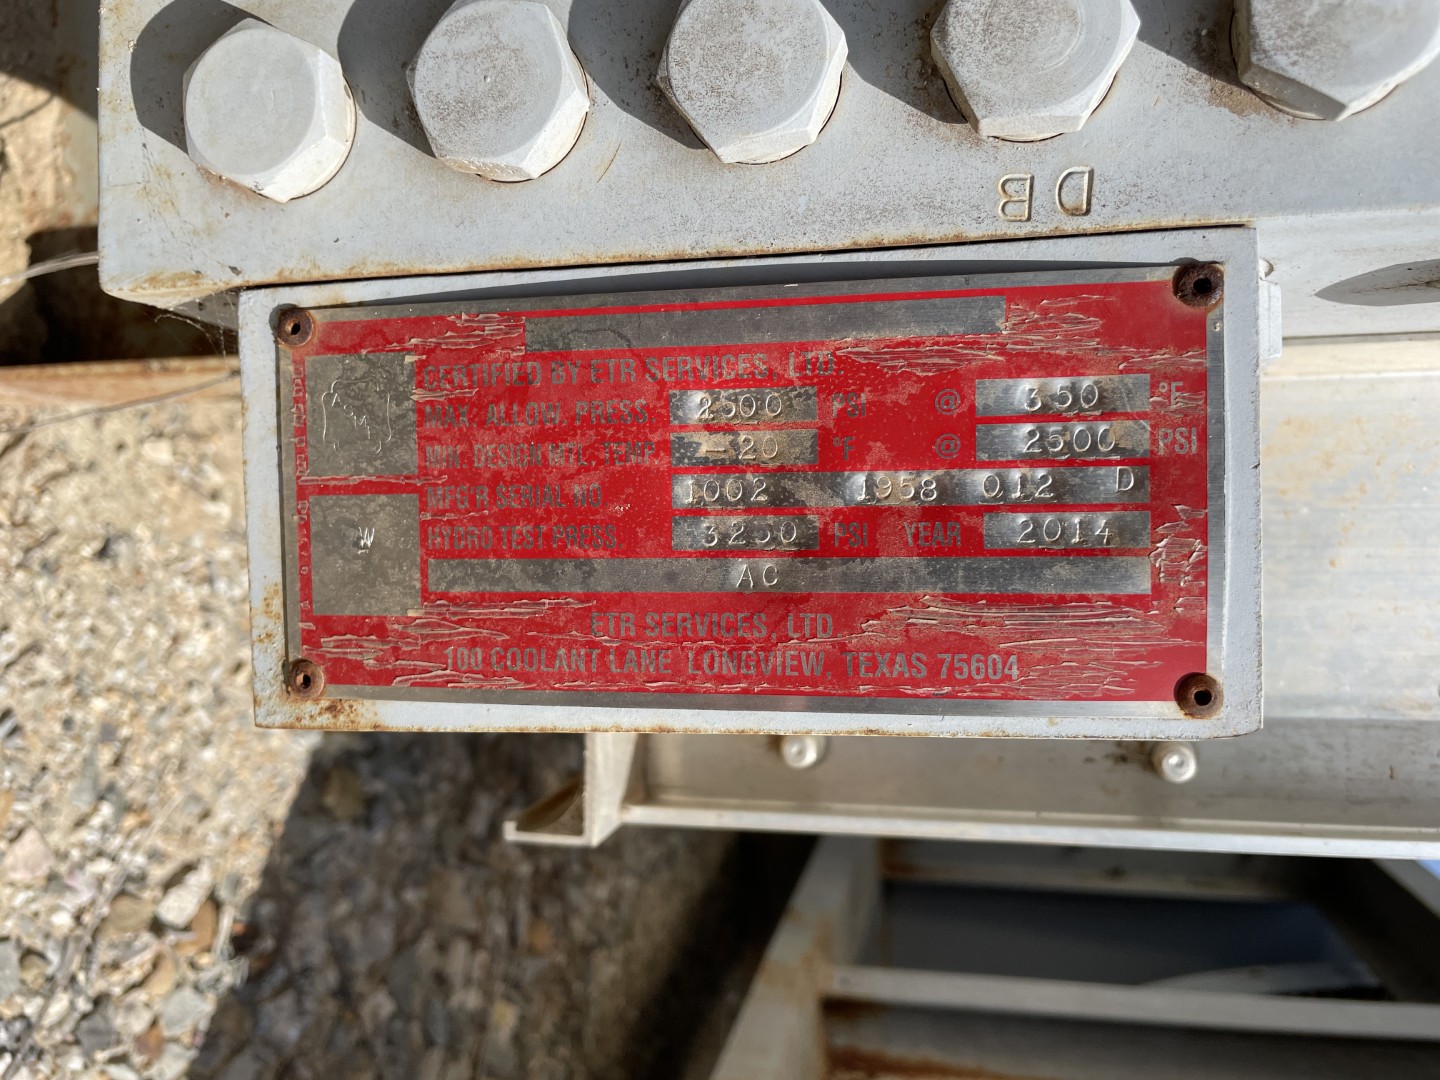 DB
CERTIFIED BY ETR SERVICES, LTD.
MAX. ALLOW. PRESS. 2500 PSI @ 350 °F
MIN. DESIGN MTL. TEMP. -20 °F @ 2500 PSI
MFG'R SERIAL NO. 1002 1958 012 D
HYDRO TEST PRESS. 3250 PSI YEAR 2014
W
AC
ETR SERVICES, LTD.
100 COOLANT LANE LONGVIEW, TEXAS 75604